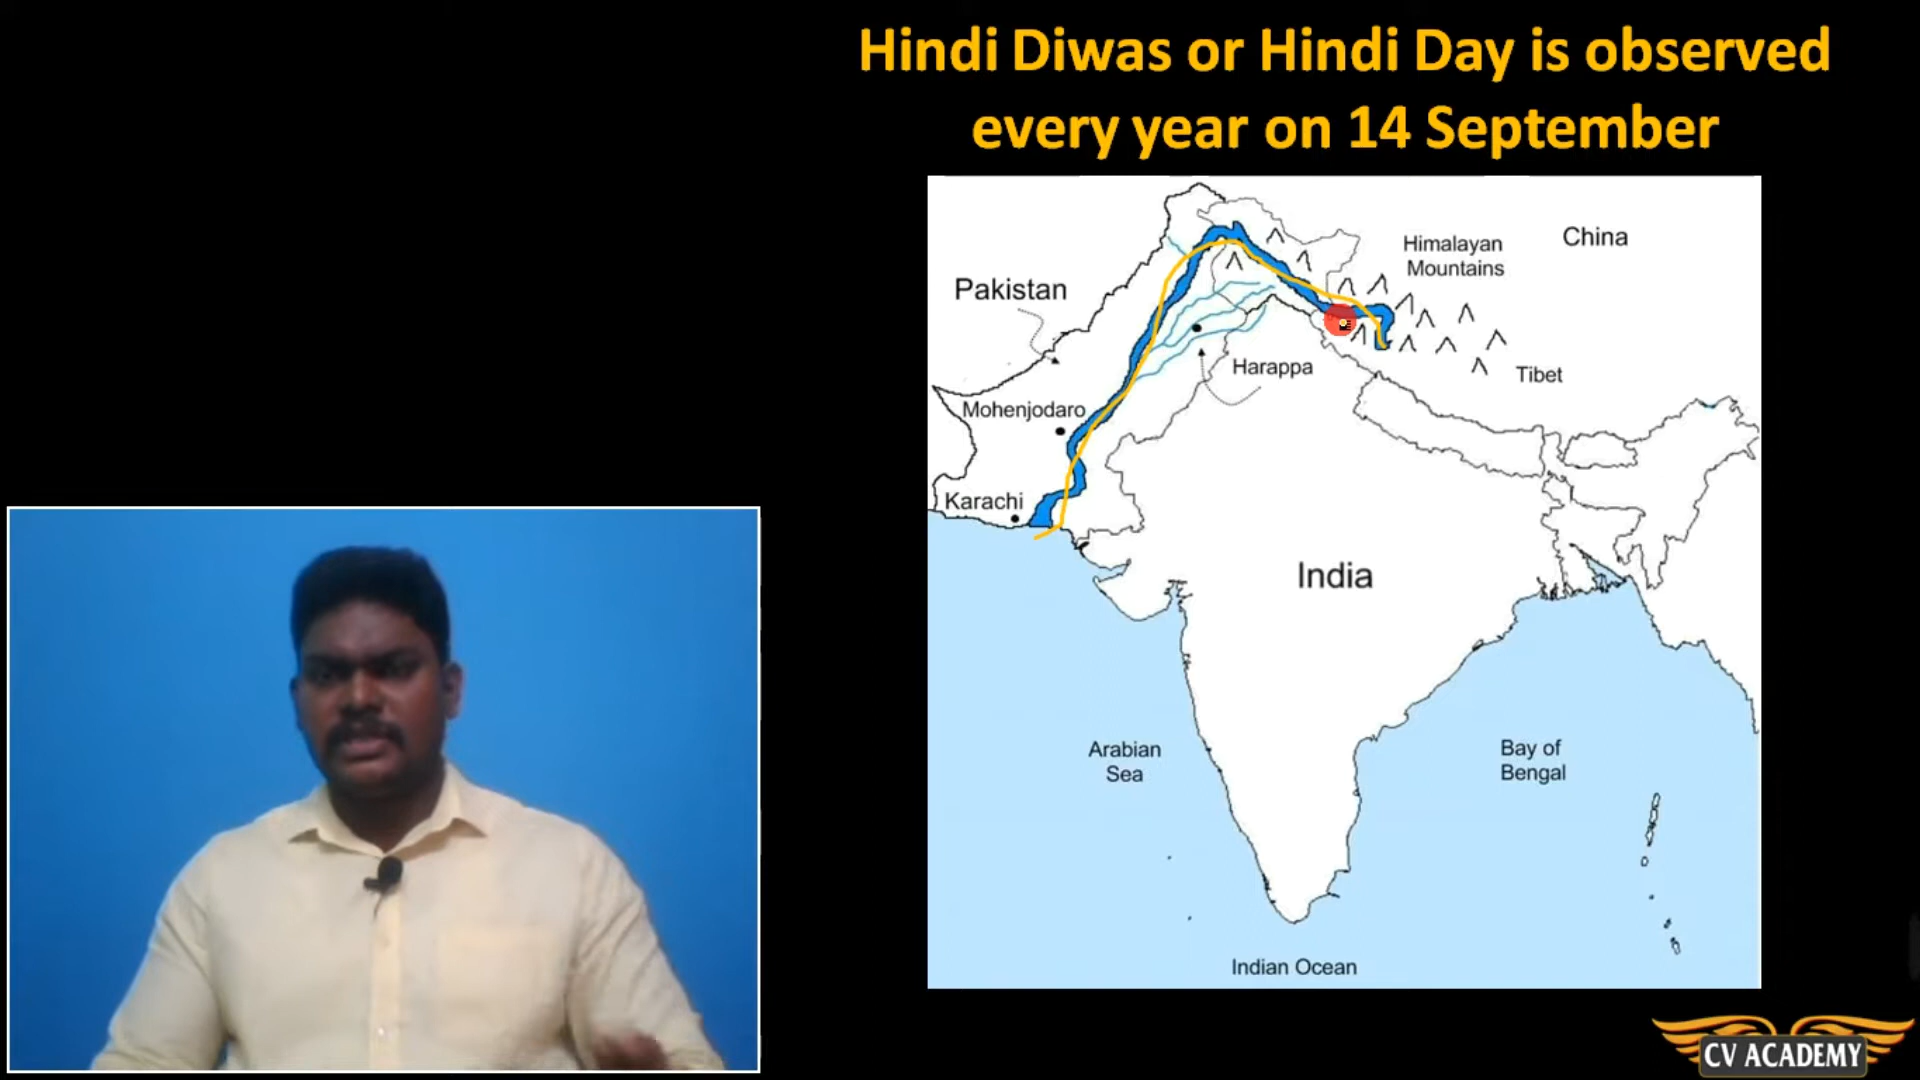 Hindi Diwas or Hindi Day is observed
every year on 14 September
China
Himalayan
Mountains
Pakistan
Tibet
Harappa
Mohenjodaro
Karachi
India
Arabian
Sea
Bay of
Bengal
Indian Ocean
CV ACADEMY